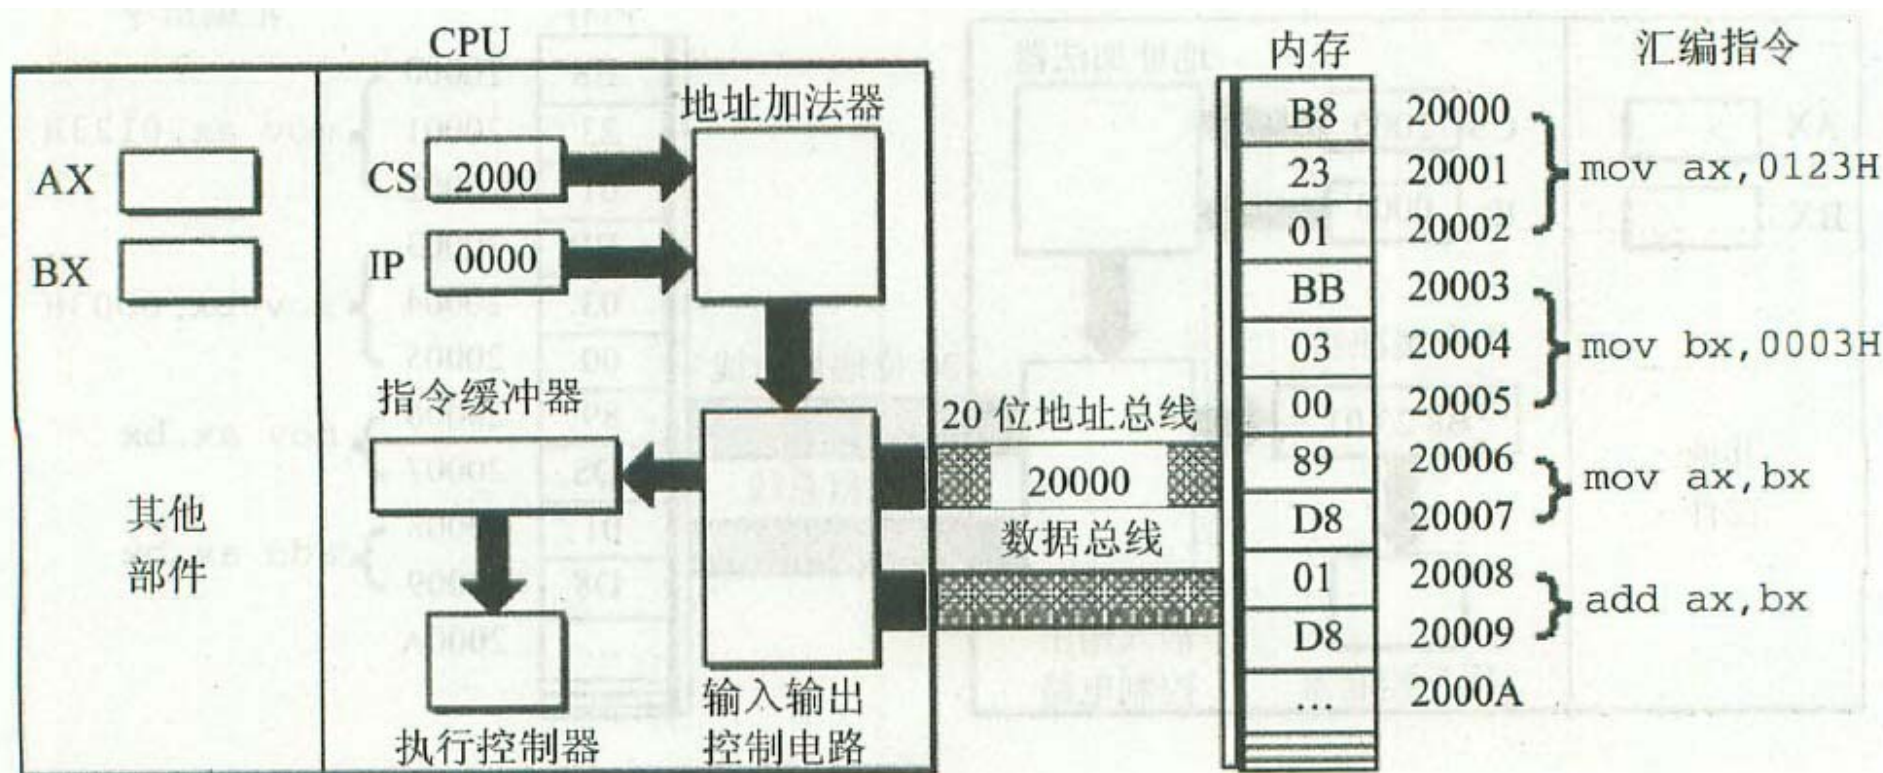 CPU
内存
汇编指令
地址加法器
AX
BX
CS 2000
IP 0000
指令缓冲器
其他
部件
执行控制器
输入输出
控制电路
20 位地址总线
20000
数据总线
B8 20000
23 20001
01 20002
mov ax,0123H
BB 20003
03 20004
00 20005
mov bx,0003H
89 20006
D8 20007
mov ax,bx
01 20008
D8 20009
add ax,bx
... 2000A